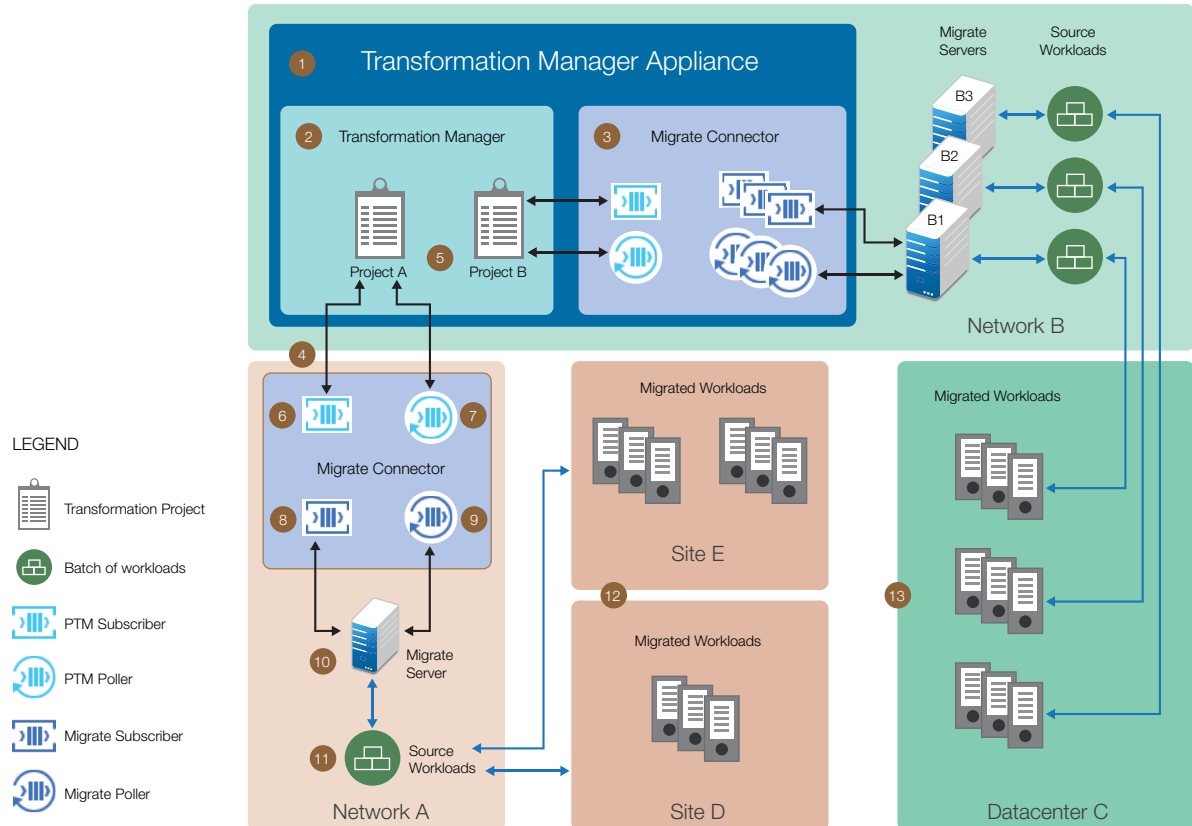 Migrate
Servers
Source
Workloads
1
Transformation Manager Appliance
B3
2
Transformation Manager
3
Migrate Connector
B2
B1
5
Project A
Project B
Network B
4
6
7
Migrate Connector
8
9
10
Migrate
Server
11
Source
Workloads
Network A
Migrated Workloads
Site E
12
Migrated Workloads
Site D
Migrated Workloads
13
Datacenter C
LEGEND
Transformation Project
Batch of workloads
PTM Subscriber
PTM Poller
Migrate Subscriber
Migrate Poller